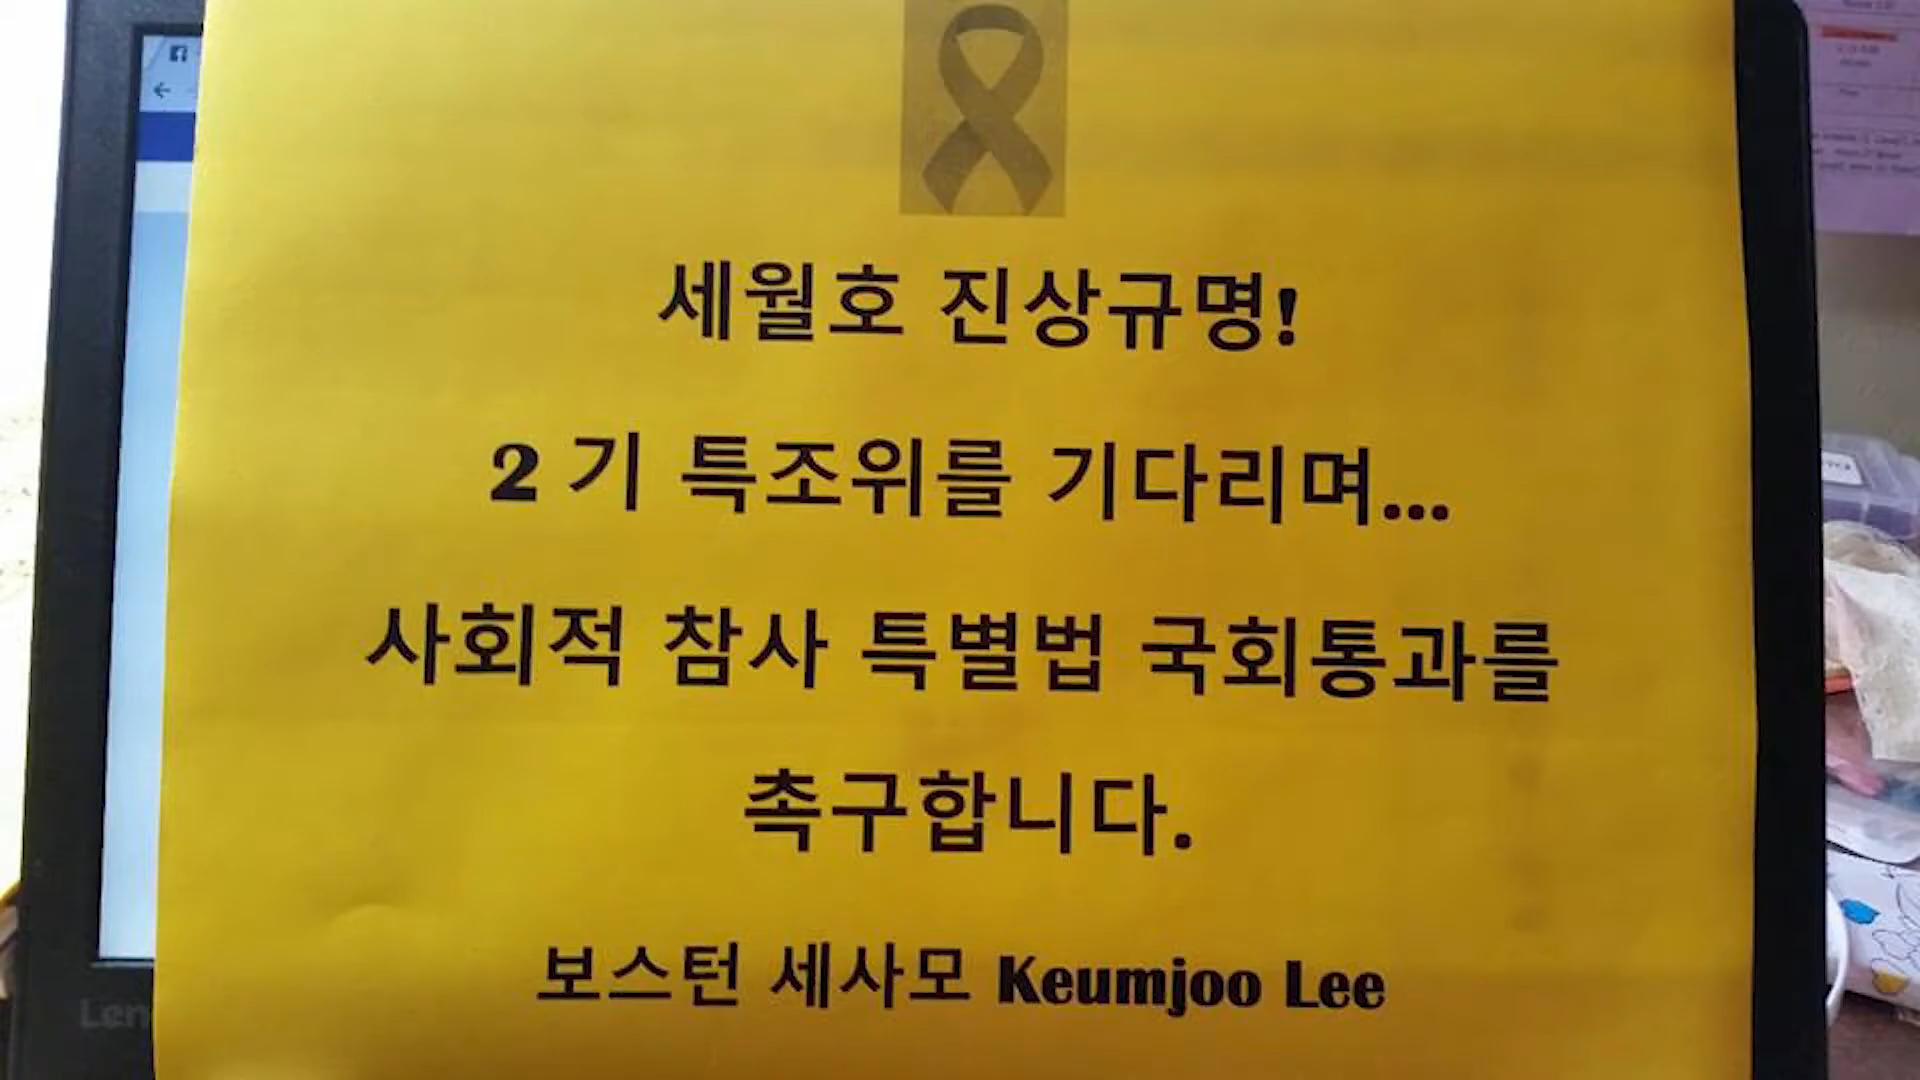 세월호 진상규명!
2 기 특조위를 기다리며...
사회적 참사 특별법 국회통과를
촉구합니다.
보스턴 세사모 Keumjoo Lee
Len